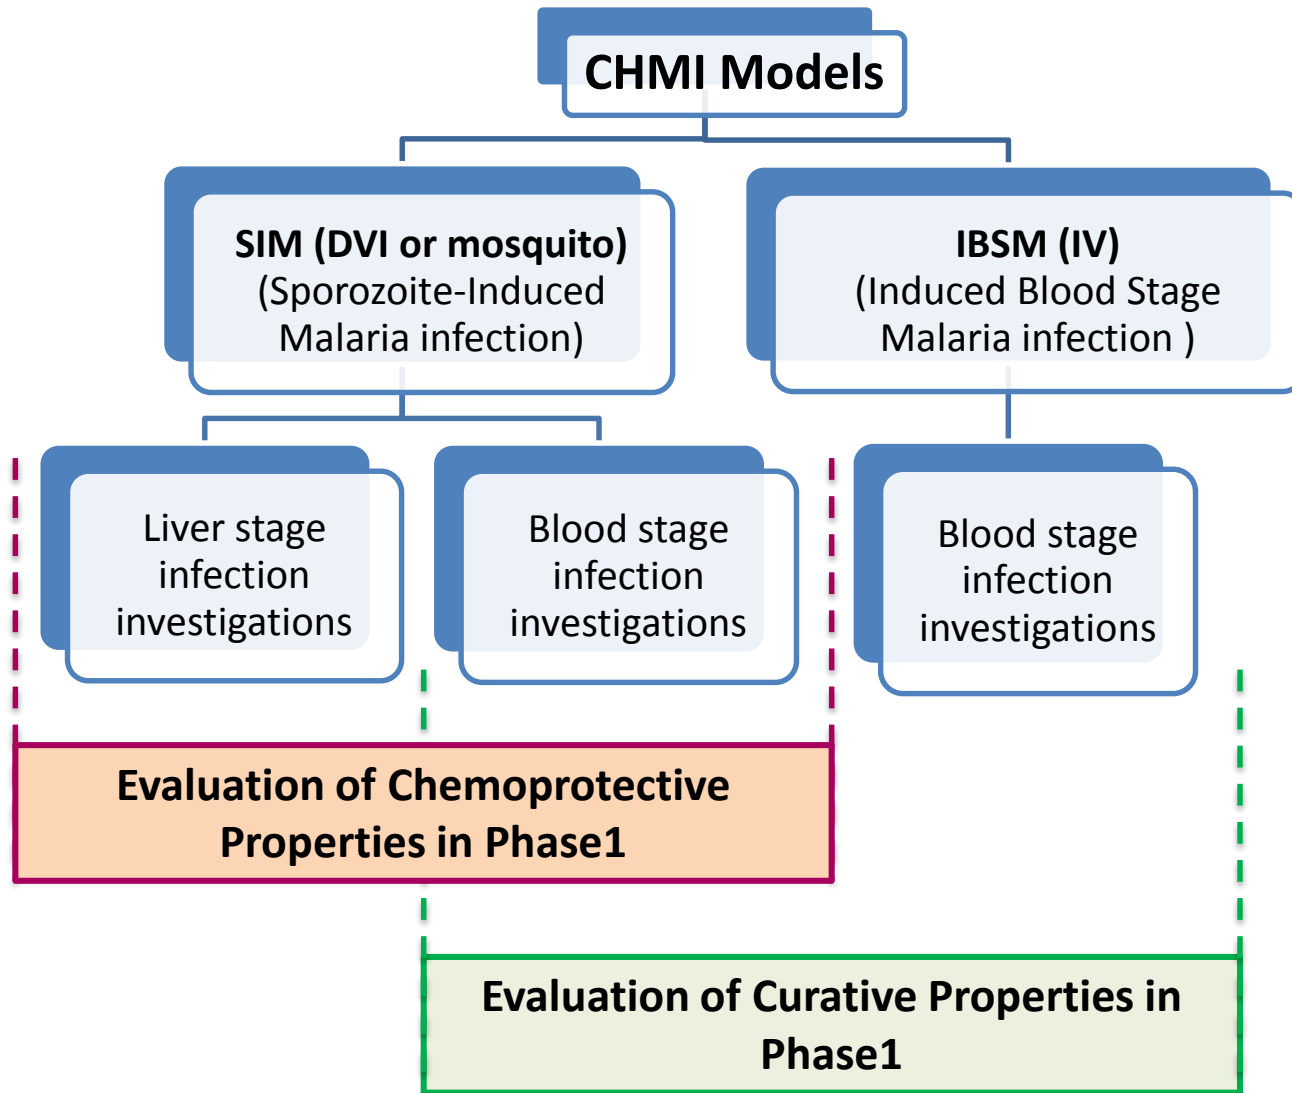 CHMI Models
SIM (DVI or mosquito)
(Sporozoite-Induced
Malaria infection)
IBSM (IV)
(Induced Blood Stage
Malaria infection )
Liver stage
infection
investigations
Blood stage
infection
investigations
Blood stage
infection
investigations
Evaluation of Chemoprotective
Properties in Phase1
Evaluation of Curative Properties in
Phase1